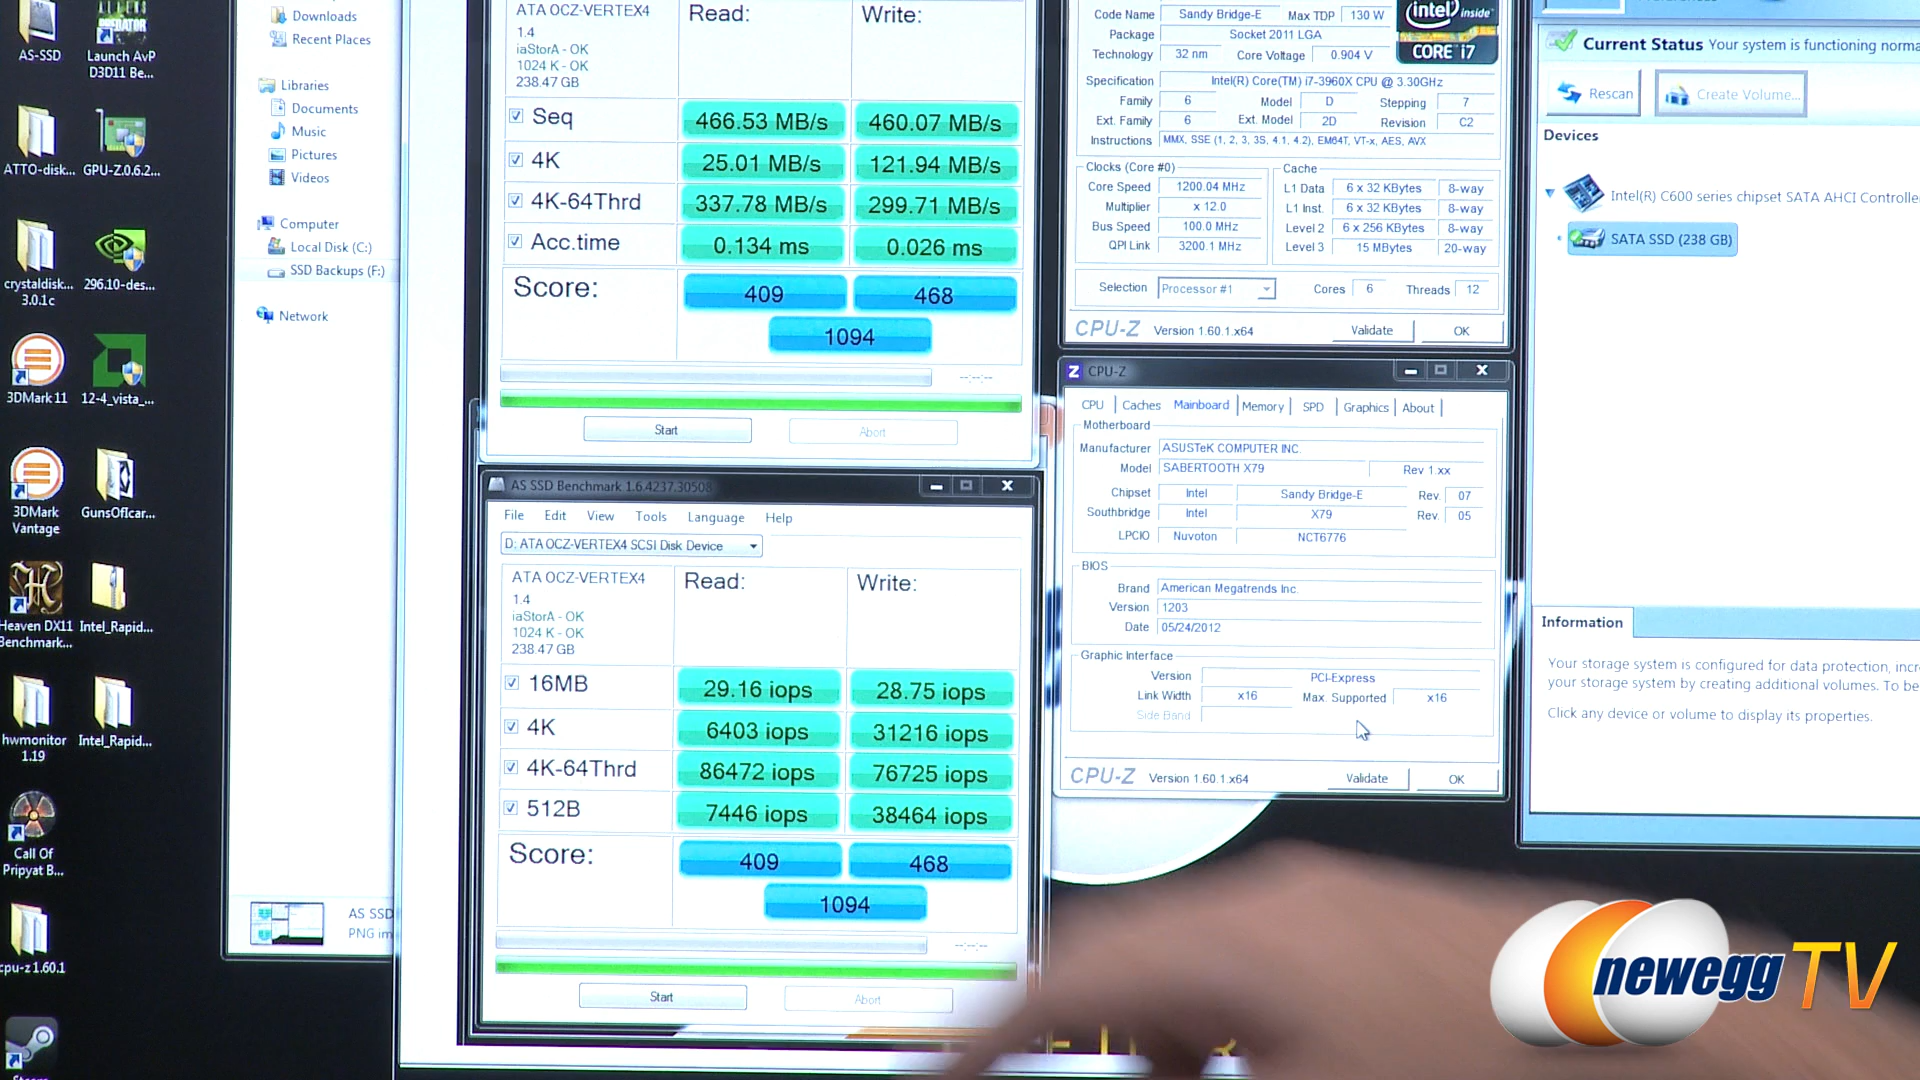 AS-SSD
Launch AvP
D3D11 Be...
ATTO-disk...
GPU-Z.0.6.2...
crystaldisk...
3.0.1c
296.10-des...
3DMark 11
12-4_vista_...
3DMark
Vantage
GunsOfIcar...
Heaven DX11
Benchmark...
Intel_Rapid...
hwmonitor
1.19
Intel_Rapid...
Call Of
Pripyat B...
cpu-z 1.60.1
Downloads
Recent Places
Libraries
Documents
Music
Pictures
Videos
Computer
Local Disk (C:)
SSD Backups (F:)
Network
AS SSD
PNG im
ATA OCZ-VERTEX4
1.4
iaStorA - OK
1024 K - OK
238.47 GB
Read:
Write:
Seq 466.53 MB/s 460.07 MB/s
4K 25.01 MB/s 121.94 MB/s
4K-64Thrd 337.78 MB/s 299.71 MB/s
Acc.time 0.134 ms 0.026 ms
Score: 409 468
1094
--:--:--
Start Abort
AS SSD Benchmark 1.6.4237.30508
File Edit View Tools Language Help
D: ATA OCZ-VERTEX4 SCSI Disk Device
ATA OCZ-VERTEX4
1.4
iaStorA - OK
1024 K - OK
238.47 GB
Read:
Write:
16MB 29.16 iops 28.75 iops
4K 6403 iops 31216 iops
4K-64Thrd 86472 iops 76725 iops
512B 7446 iops 38464 iops
Score: 409 468
1094
--:--:--
Start Abort
Code Name Sandy Bridge-E Max TDP 130 W
Package Socket 2011 LGA
Technology 32 nm Core Voltage 0.904 V
intel inside
CORE i7
Specification Intel(R) Core(TM) i7-3960X CPU @ 3.30GHz
Family 6 Model D Stepping 7
Ext. Family 6 Ext. Model 2D Revision C2
Instructions MMX, SSE (1, 2, 3, 3S, 4.1, 4.2), EM64T, VT-x, AES, AVX
Clocks (Core #0)
Core Speed 1200.04 MHz
Multiplier x 12.0
Bus Speed 100.0 MHz
QPI Link 3200.1 MHz
Cache
L1 Data 6 x 32 KBytes 8-way
L1 Inst. 6 x 32 KBytes 8-way
Level 2 6 x 256 KBytes 8-way
Level 3 15 MBytes 20-way
Selection Processor #1 Cores 6 Threads 12
CPU-Z Version 1.60.1.x64 Validate OK
CPU-Z
CPU Caches Mainboard Memory SPD Graphics About
Motherboard
Manufacturer ASUSTeK COMPUTER INC.
Model SABERTOOTH X79 Rev 1.xx
Chipset Intel Sandy Bridge-E Rev. 07
Southbridge Intel X79 Rev. 05
LPCIO Nuvoton NCT6776
BIOS
Brand American Megatrends Inc.
Version 1203
Date 05/24/2012
Graphic Interface
Version PCI-Express
Link Width x16 Max. Supported x16
Side Band
CPU-Z Version 1.60.1.x64 Validate OK
Current Status Your system is functioning norma
Rescan Create Volume...
Devices
Intel(R) C600 series chipset SATA AHCI Controlle
SATA SSD (238 GB)
Information
Your storage system is configured for data protection, incre
your storage system by creating additional volumes. To be
Click any device or volume to display its properties.
newegg TV